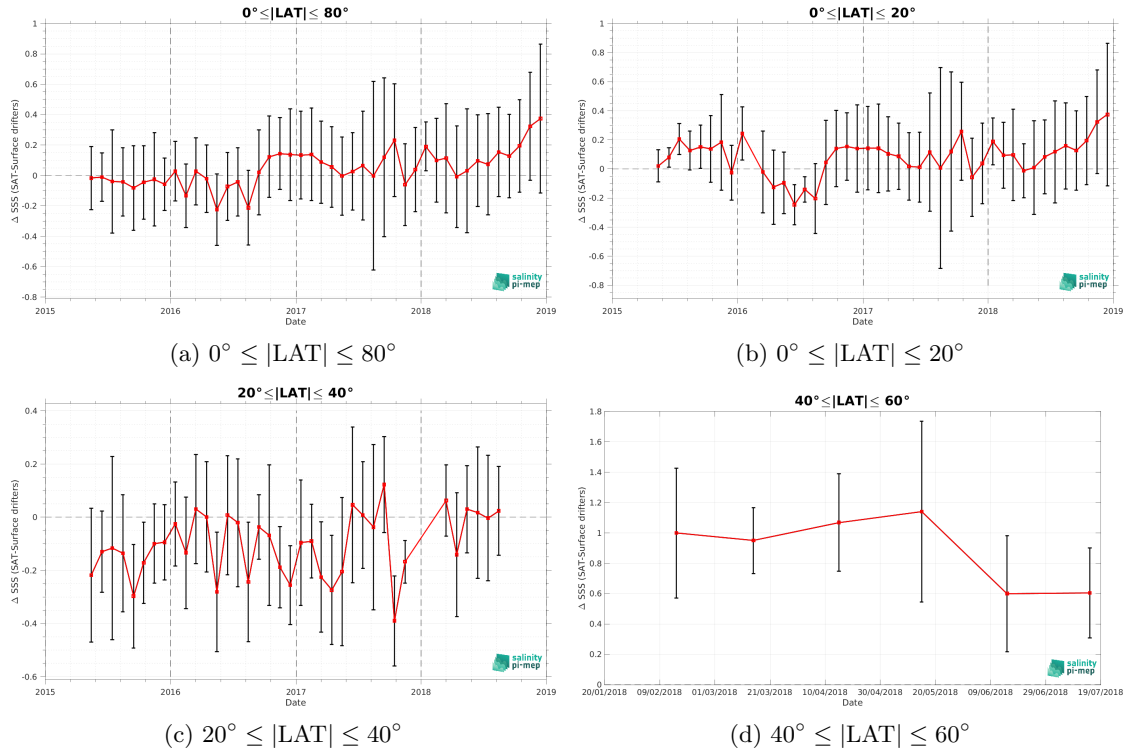 0°≤|LAT|≤ 80°
Δ SSS (SAT-Surface drifters)
1
0.8
0.6
0.4
0.2
0
-0.2
-0.4
-0.6
-0.8
2015 2016 2017 2018 2019
Date
salinity
pi-mep
(a) 0° ≤ |LAT| ≤ 80°
0°≤|LAT|≤ 20°
Δ SSS (SAT-Surface drifters)
1
0.8
0.6
0.4
0.2
0
-0.2
-0.4
-0.6
-0.8
2015 2016 2017 2018 2019
Date
salinity
pi-mep
(b) 0° ≤ |LAT| ≤ 20°
20°≤|LAT|≤ 40°
Δ SSS (SAT-Surface drifters)
0.4
0.2
0
-0.2
-0.4
-0.6
2015 2016 2017 2018 2019
Date
salinity
pi-mep
(c) 20° ≤ |LAT| ≤ 40°
40°≤|LAT|≤ 60°
Δ SSS (SAT-Surface drifters)
1.8
1.6
1.4
1.2
1
0.8
0.6
0.4
0.2
0
20/01/2018 09/02/2018 01/03/2018 21/03/2018 10/04/2018 30/04/2018 20/05/2018 09/06/2018 29/06/2018 19/07/2018
Date
salinity
pi-mep
(d) 40° ≤ |LAT| ≤ 60°